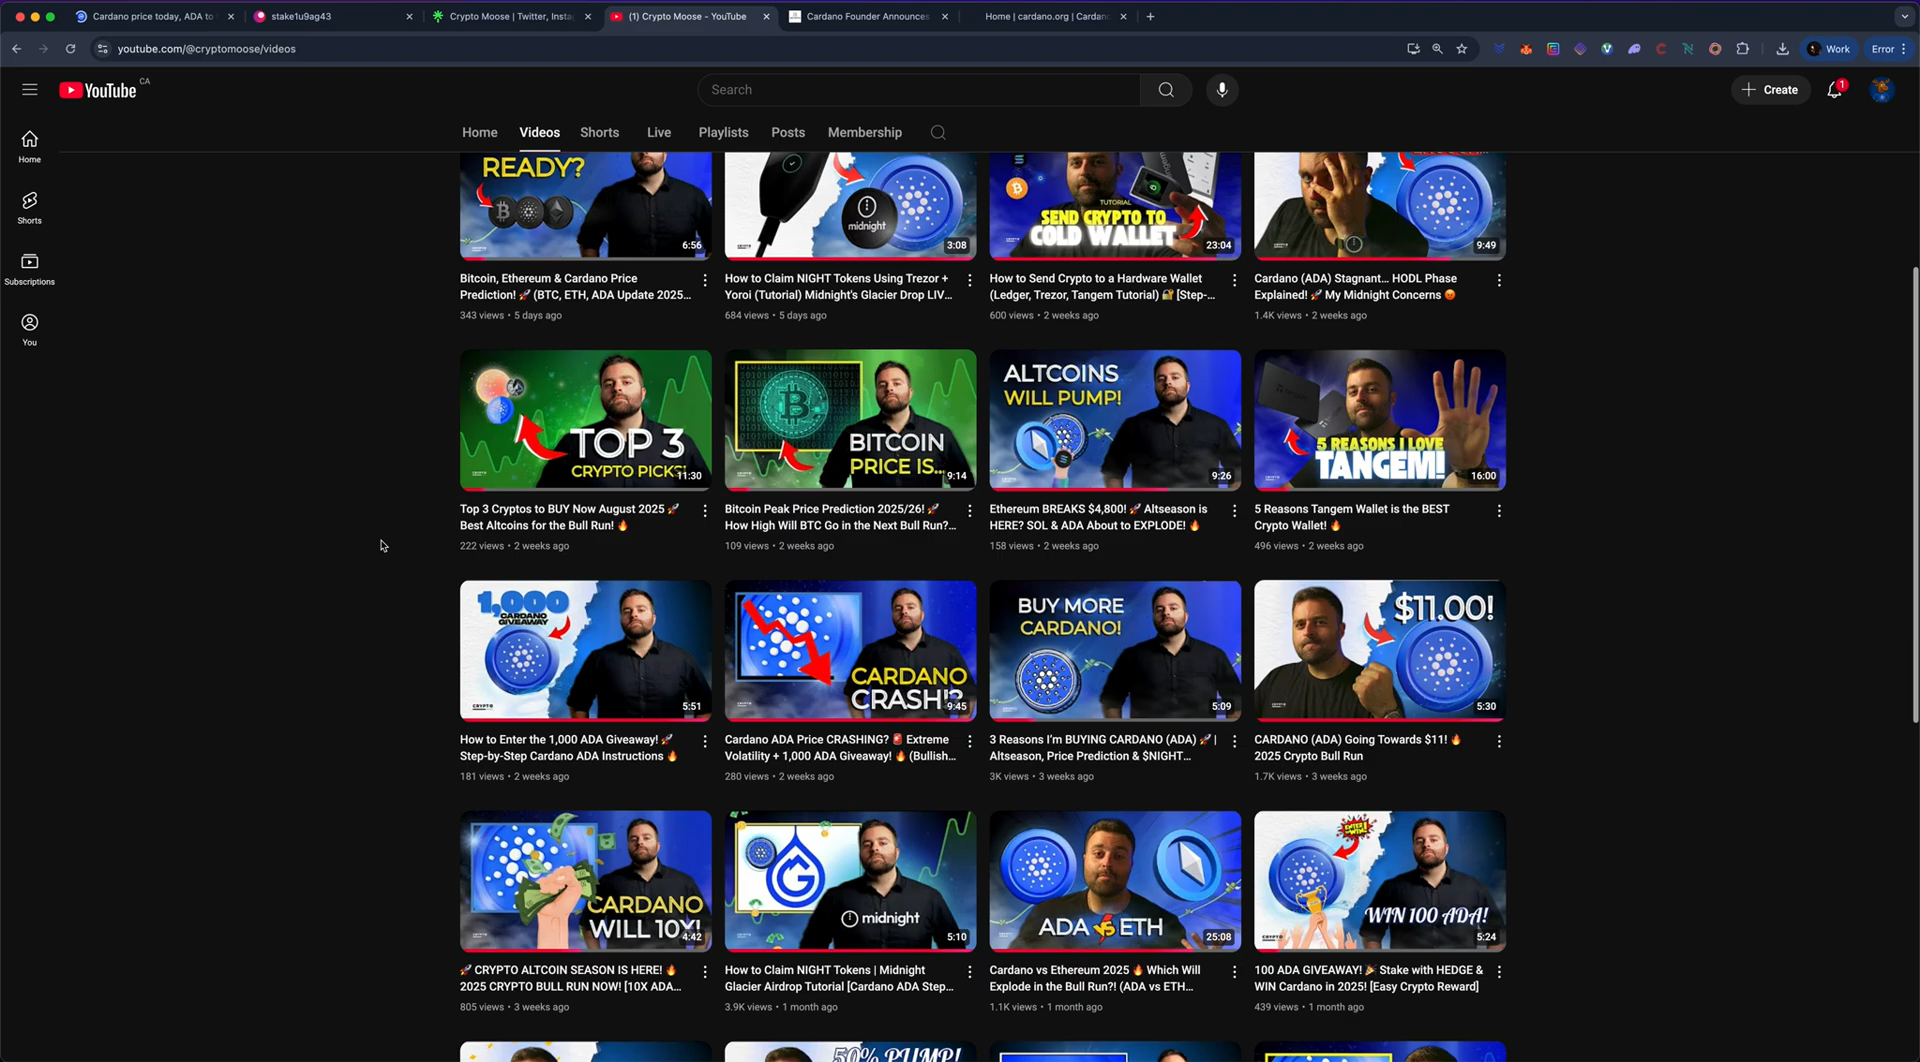 Cardano price today, ADA to
stake1u9ag43
Crypto Moose | Twitter, Insta
(1) Crypto Moose - YouTube
Cardano Founder Announces
Home | cardano.org | Cardano
youtube.com/@cryptomoose/videos
Work
Error
YouTube
CA
Search
Create
1
Home
Videos
Shorts
Live
Playlists
Posts
Membership
Home
Shorts
Subscriptions
You
READY?
6:56
midnight
3:08
TUTORIAL
SEND CRYPTO TO
COLD WALLET
23:04
9:49
Bitcoin, Ethereum & Cardano Price
Prediction! 🚀 (BTC, ETH, ADA Update 2025...
343 views • 5 days ago
How to Claim NIGHT Tokens Using Trezor +
Yoroi (Tutorial) Midnight's Glacier Drop LIV...
684 views • 5 days ago
How to Send Crypto to a Hardware Wallet
(Ledger, Trezor, Tangem Tutorial) 🔐 [Step-...
600 views • 2 weeks ago
Cardano (ADA) Stagnant... HODL Phase
Explained! 🚀 My Midnight Concerns 😡
1.4K views • 2 weeks ago
TOP 3
CRYPTO PICKS!
11:30
BITCOIN
PRICE IS...
9:14
ALTCOINS
WILL PUMP!
9:26
5 REASONS I LOVE
TANGEM!
16:00
Top 3 Cryptos to BUY Now August 2025 🚀
Best Altcoins for the Bull Run! 🔥
222 views • 2 weeks ago
Bitcoin Peak Price Prediction 2025/26! 🚀
How High Will BTC Go in the Next Bull Run?...
109 views • 2 weeks ago
Ethereum BREAKS $4,800! 🚀 Altseason is
HERE? SOL & ADA About to EXPLODE! 🔥
158 views • 2 weeks ago
5 Reasons Tangem Wallet is the BEST
Crypto Wallet! 🔥
496 views • 2 weeks ago
1,000
CARDANO
GIVEAWAY
CRYPTO
5:51
CARDANO
CRASH!?
9:45
BUY MORE
CARDANO!
5:09
$11.00!
5:30
How to Enter the 1,000 ADA Giveaway! 🚀
Step-by-Step Cardano ADA Instructions 🔥
181 views • 2 weeks ago
Cardano ADA Price CRASHING? 🚨 Extreme
Volatility + 1,000 ADA Giveaway! 🔥 (Bullish...
280 views • 2 weeks ago
3 Reasons I'm BUYING CARDANO (ADA) 🚀 |
Altseason, Price Prediction & $NIGHT...
3K views • 3 weeks ago
CARDANO (ADA) Going Towards $11! 🔥
2025 Crypto Bull Run
1.7K views • 3 weeks ago
CARDANO
WILL 10X!
4:42
midnight
5:10
ADA VS ETH
25:08
ENTER
WIN!
WIN 100 ADA!
CRYPTO
5:24
🚀 CRYPTO ALTCOIN SEASON IS HERE! 🔥
2025 CRYPTO BULL RUN NOW! [10X ADA...
805 views • 3 weeks ago
How to Claim NIGHT Tokens | Midnight
Glacier Airdrop Tutorial [Cardano ADA Step...
3.9K views • 1 month ago
Cardano vs Ethereum 2025 🔥 Which Will
Explode in the Bull Run?! (ADA vs ETH...
1.1K views • 1 month ago
100 ADA GIVEAWAY! 🎉 Stake with HEDGE &
WIN Cardano in 2025! [Easy Crypto Reward]
439 views • 1 month ago
50% PUMP!